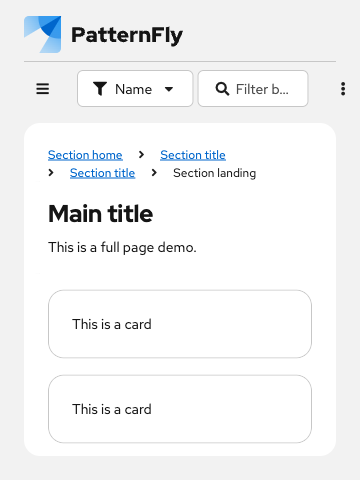 PatternFly
Name Filter b...
Section home Section title
Section title Section landing
Main title
This is a full page demo.
This is a card
This is a card